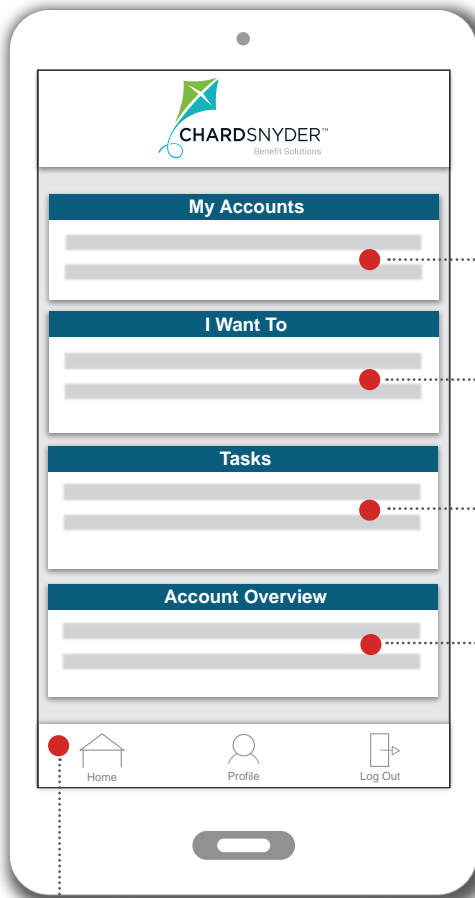 CHARDSNYDER™
Benefit Solutions
My Accounts
I Want To
Tasks
Account Overview
Home Profile Log Out